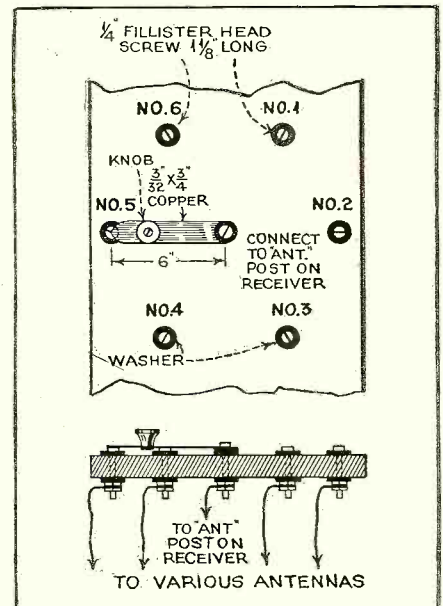 1/4" FILLISTER HEAD
SCREW 1 1/8" LONG
NO.6
NO.1
KNOB
3/32" X 3/4"
COPPER
NO.5
NO.2
CONNECT
TO "ANT."
POST ON
RECEIVER
6"
NO.4
NO.3
WASHER
TO "ANT"
POST ON
RECEIVER
TO VARIOUS ANTENNAS